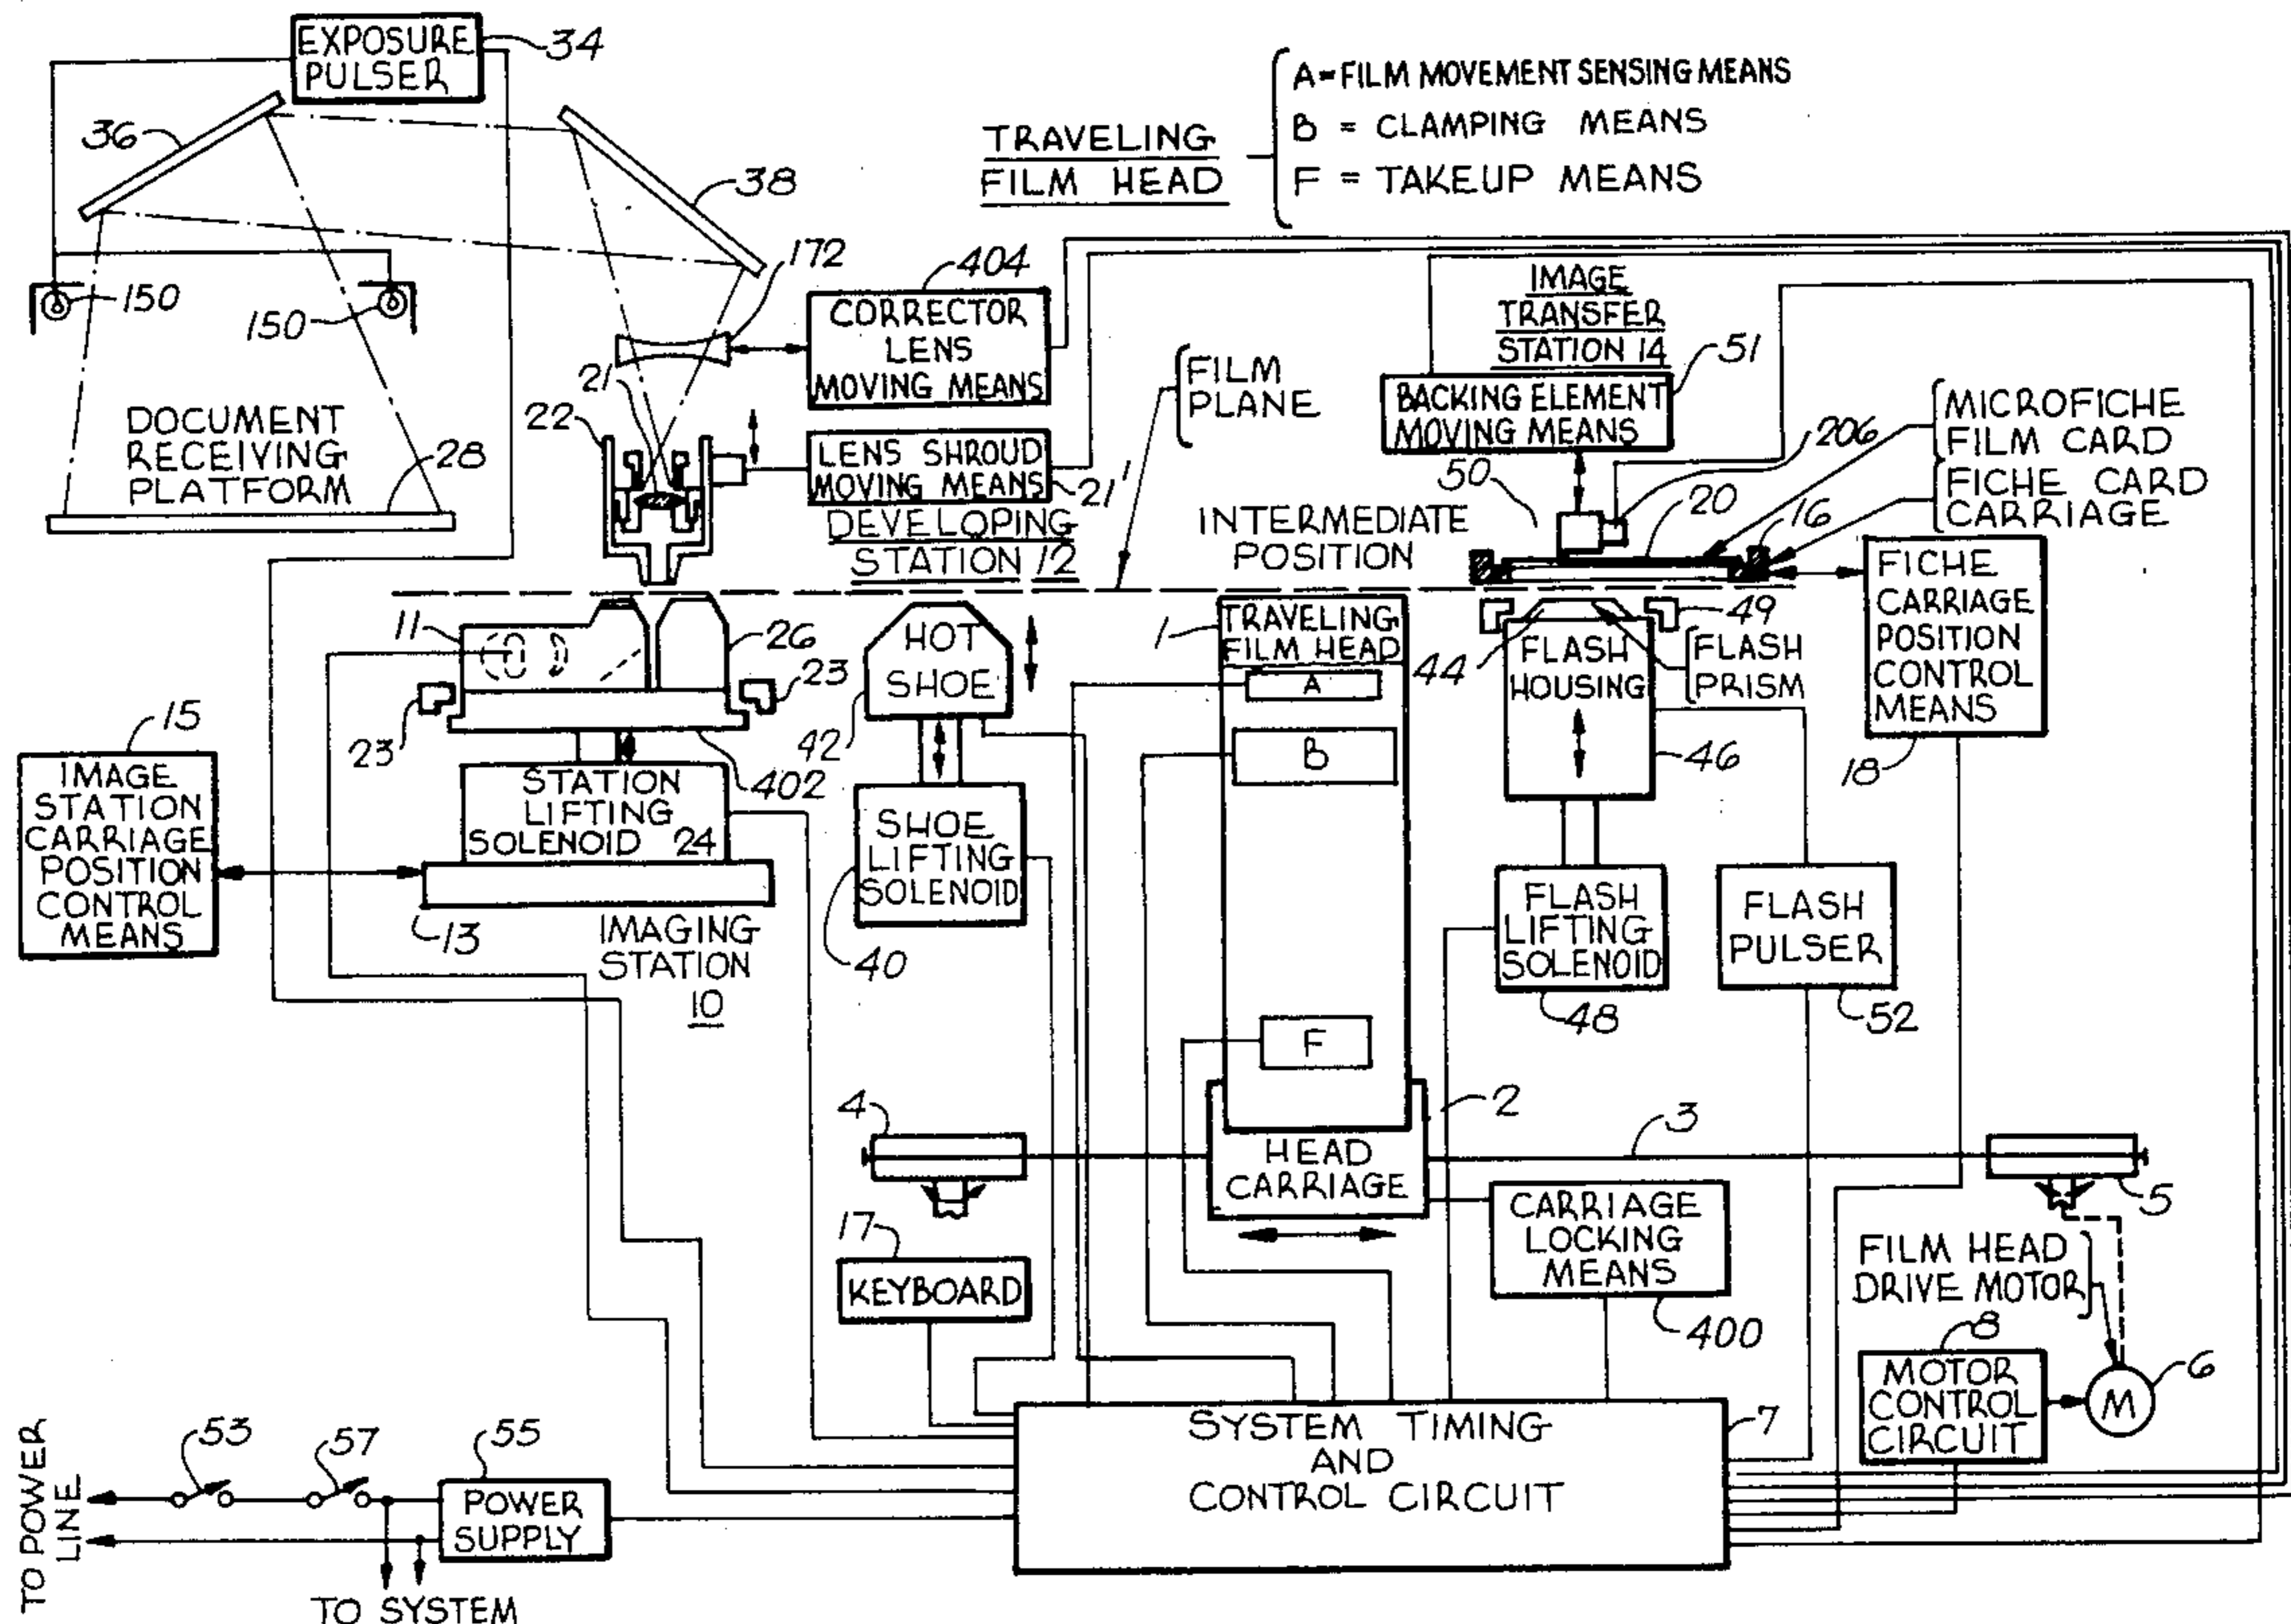 EXPOSURE
PULSER
34
36
38
TRAVELING
FILM HEAD
A=FILM MOVEMENT SENSING MEANS
B = CLAMPING MEANS
F = TAKEUP MEANS
150
150
172
404
CORRECTOR
LENS
MOVING MEANS
IMAGE
TRANSFER
STATION 14
51
BACKING ELEMENT
MOVING MEANS
FILM
PLANE
MICROFICHE
FILM CARD
FICHE CARD
CARRIAGE
206
DOCUMENT
RECEIVING
PLATFORM
28
21
22
LENS SHROUD
MOVING MEANS
21'
DEVELOPING
STATION 12
INTERMEDIATE
POSITION
50
20
16
FICHE
CARRIAGE
POSITION
CONTROL
MEANS
18
11
26
23
23
402
HOT
SHOE
42
1
TRAVELING
FILM HEAD
A
B
F
44
FLASH
HOUSING
49
FLASH
PRISM
46
15
IMAGE
STATION
CARRIAGE
POSITION
CONTROL
MEANS
STATION
LIFTING
SOLENOID 24
13
IMAGING
STATION
10
SHOE
LIFTING
SOLENOID
40
FLASH
LIFTING
SOLENOID
48
FLASH
PULSER
52
4
2
3
5
HEAD
CARRIAGE
CARRIAGE
LOCKING
MEANS
400
17
KEYBOARD
FILM HEAD
DRIVE MOTOR
8
MOTOR
CONTROL
CIRCUIT
M
6
SYSTEM TIMING
AND
CONTROL CIRCUIT
7
TO POWER
LINE
53
57
55
POWER
SUPPLY
TO SYSTEM